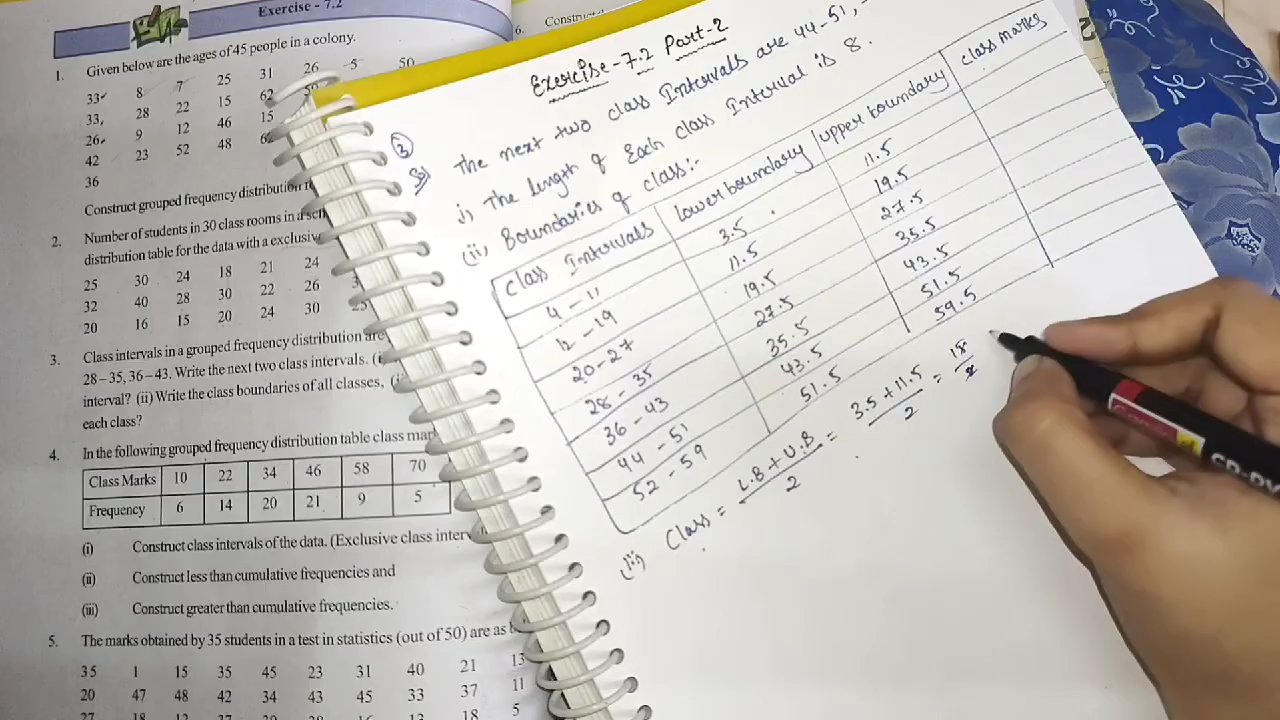 Exercise - 7.2
1. Given below are the ages of 45 people in a colony.
33 8 7 25 31 26 -5 50
33, 28 22 15 62
26 9 12 46 15
42 23 52 48
36
Construct grouped frequency distribution
2. Number of students in 30 class rooms in a
distribution table for the data with a exclusiv
25 30 24 18 21 24
32 40 28 30 22 26
20 16 15 20 24 30 25
3. Class intervals in a grouped frequency distribution are
28–35, 36–43. Write the next two class intervals. (i
interval? (ii) Write the class boundaries of all classes,
each class?
4. In the following grouped frequency distribution table class mar
Class Marks 10 22 34 46 58 70
Frequency 6 14 20 21 9 5
(i) Construct class intervals of the data. (Exclusive class inter
(ii) Construct less than cumulative frequencies and
(iii) Construct greater than cumulative frequencies.
5. The marks obtained by 35 students in a test in statistics (out of 50) are as
35 1 15 35 45 23 31 40 21 13
20 47 48 42 34 43 45 33 37 11
18 5
6.
Exercise-7.2 Part-2
③
Sol
The next two class Intervals are 44-51,
i) The length of Each class Interval is 8.
(ii) Boundaries of class:-
class Intervals lower boundary upper boundary class marks
4-11 3.5 11.5
12-19 11.5 19.5
20-27 19.5 27.5
28-35 27.5 35.5
36-43 35.5 43.5
44-51 43.5 51.5
52-59 51.5 59.5
(iii) Class = L.B + U.B / 2 = 3.5 + 11.5 / 2 =